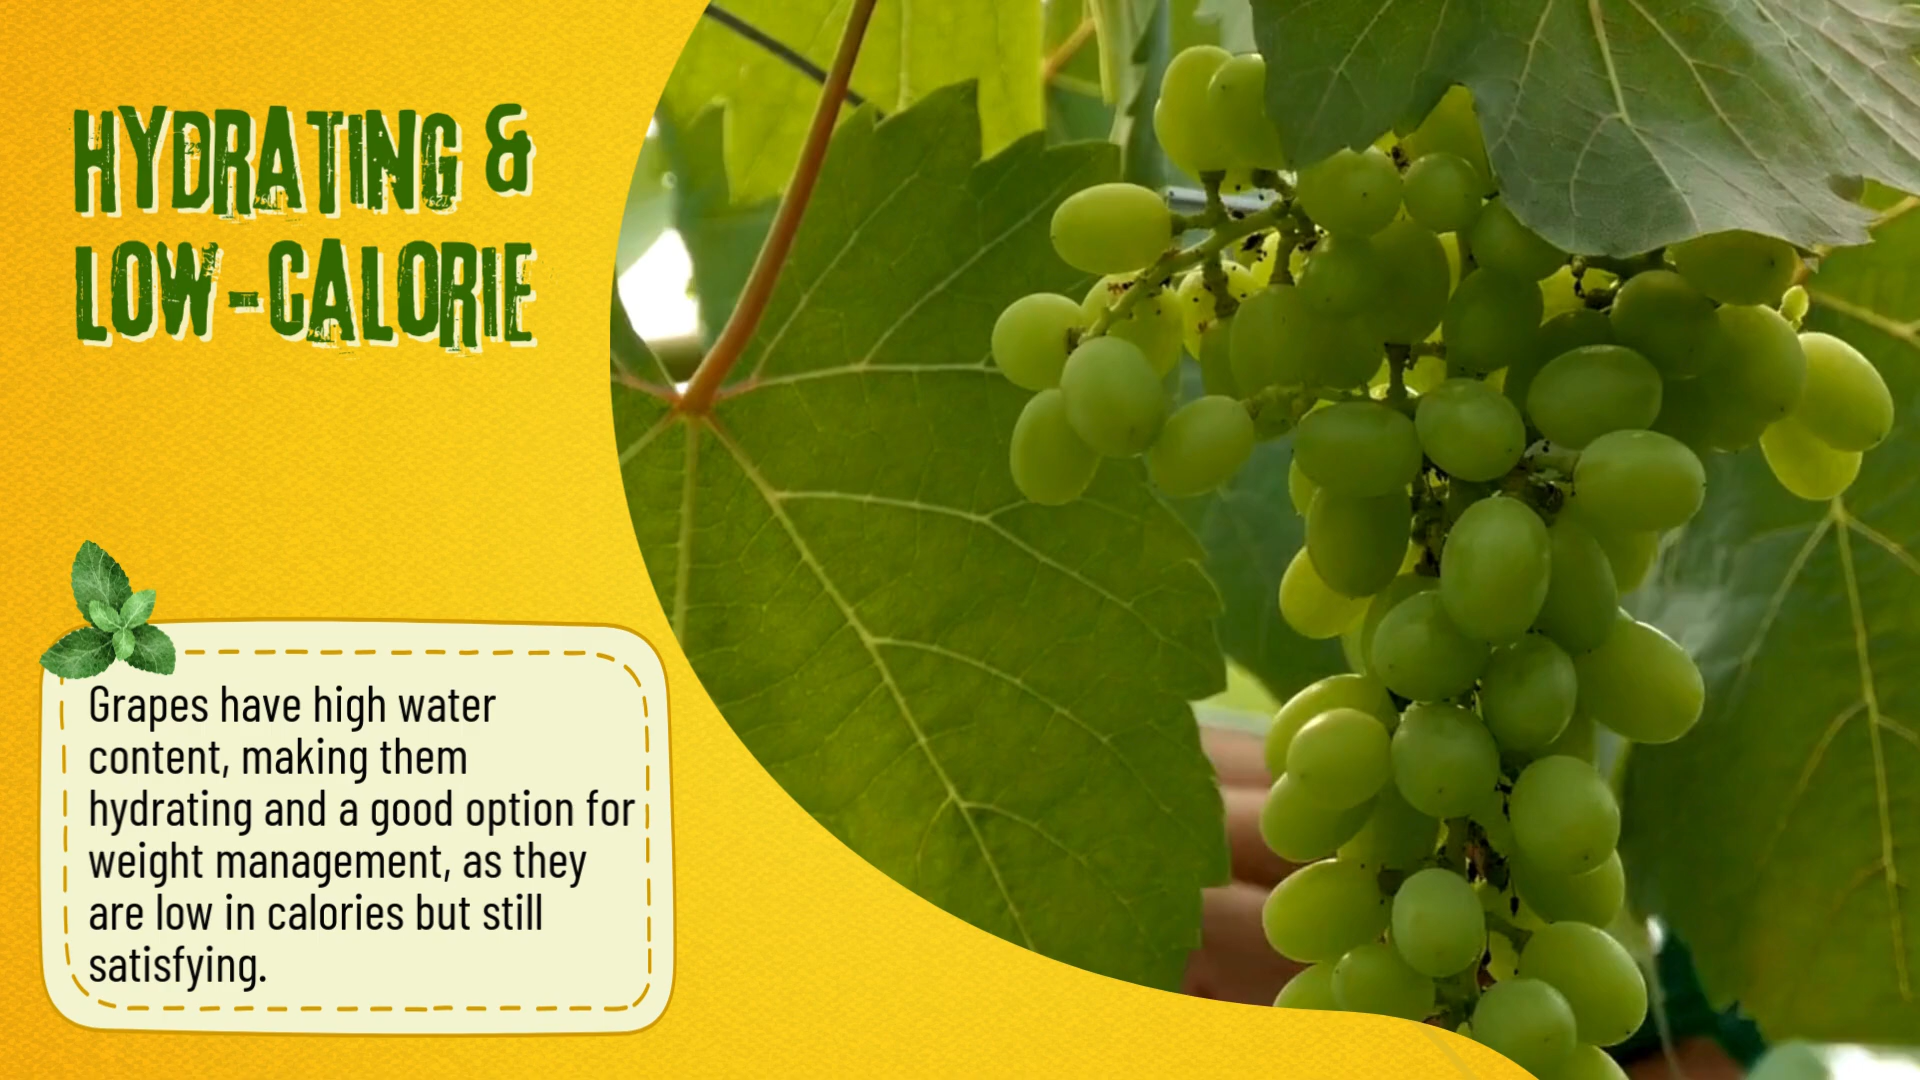 HYDRATING &
LOW-CALORIE
Grapes have high water
content, making them
hydrating and a good option for
weight management, as they
are low in calories but still
satisfying.